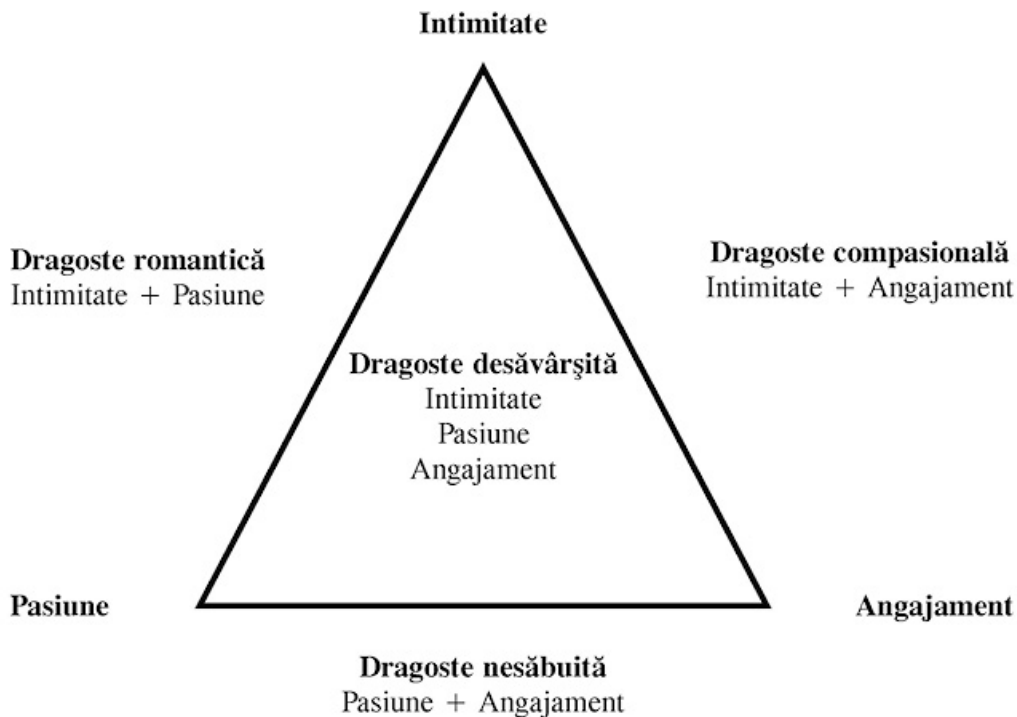 Intimitate
Dragoste romantică
Intimitate + Pasiune
Dragoste compasională
Intimitate + Angajament
Dragoste desăvârşită
Intimitate
Pasiune
Angajament
Pasiune
Angajament
Dragoste nesăbuită
Pasiune + Angajament